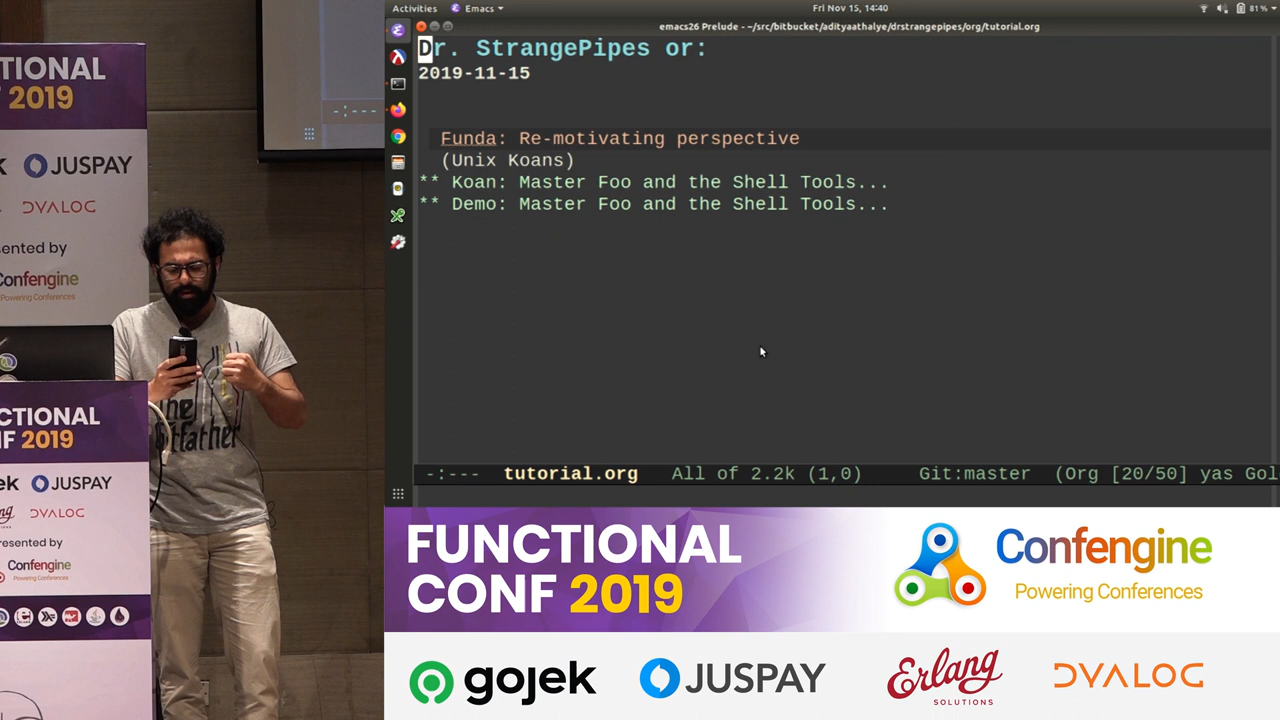 TIONAL
2019
JUSPAY
DYALOG
ented by
Confengine
Powering Conferences
CTIONAL
NF 2019
ek JUSPAY
DYALOG
resented by
Confengine
Powering Conferences
the
Activities Emacs Fri Nov 15, 14:40 81%
emacs26 Prelude - ~/src/bitbucket/adityaathalye/drstrangepipes/org/tutorial.org
Dr. StrangePipes or:
2019-11-15
Funda: Re-motivating perspective
(Unix Koans)
** Koan: Master Foo and the Shell Tools...
** Demo: Master Foo and the Shell Tools...
-:--- tutorial.org All of 2.2k (1,0) Git:master (Org [20/50] yas Gol
-:---
FUNCTIONAL
CONF 2019
Confengine
Powering Conferences
gojek
JUSPAY
Erlang
SOLUTIONS
DYALOG